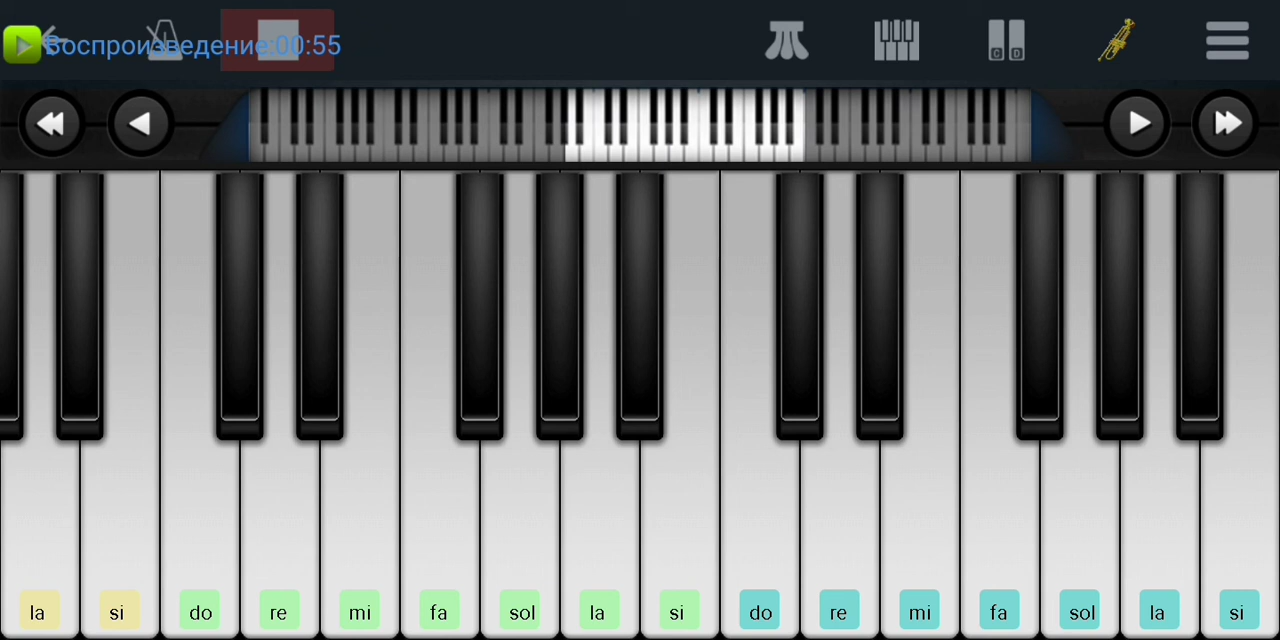 Воспроизведение:00:55
C D
la si do re mi fa sol la si do re mi fa sol la si